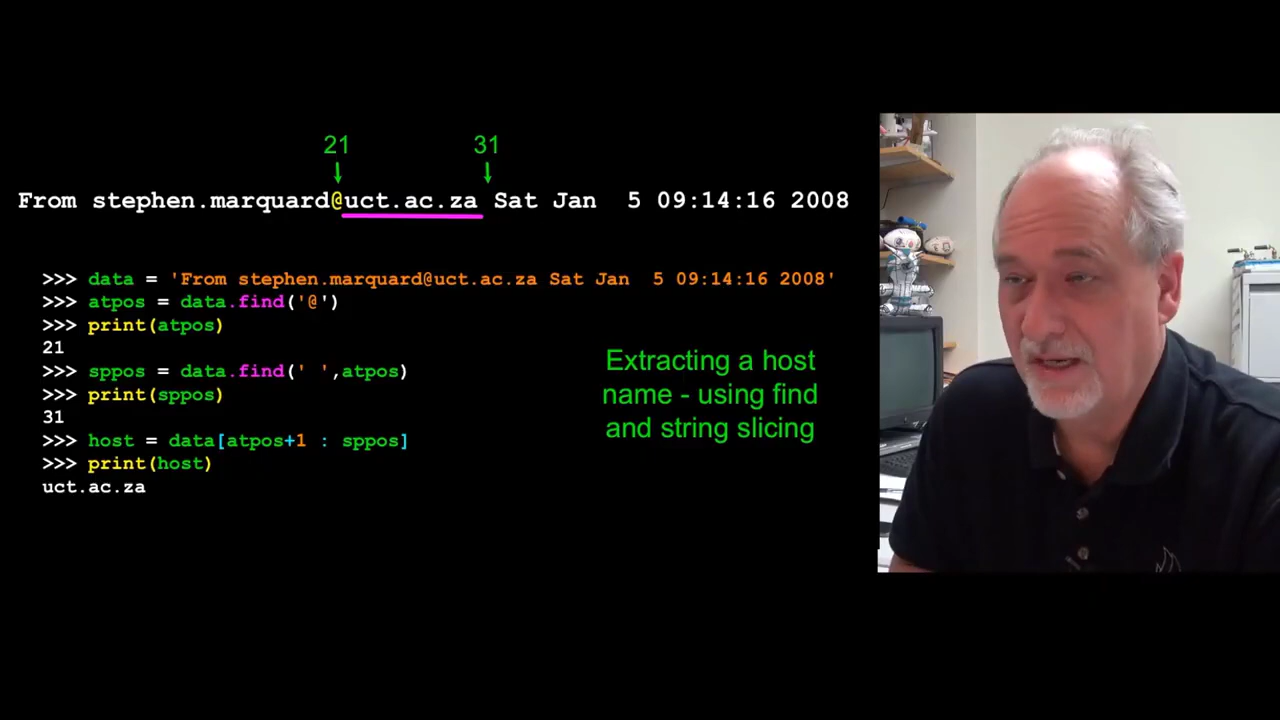 21 31
From stephen.marquard@uct.ac.za Sat Jan  5 09:14:16 2008
>>> data = 'From stephen.marquard@uct.ac.za Sat Jan  5 09:14:16 2008'
>>> atpos = data.find('@')
>>> print(atpos)
21
>>> sppos = data.find(' ',atpos)
>>> print(sppos)
31
>>> host = data[atpos+1 : sppos]
>>> print(host)
uct.ac.za
Extracting a host
name - using find
and string slicing